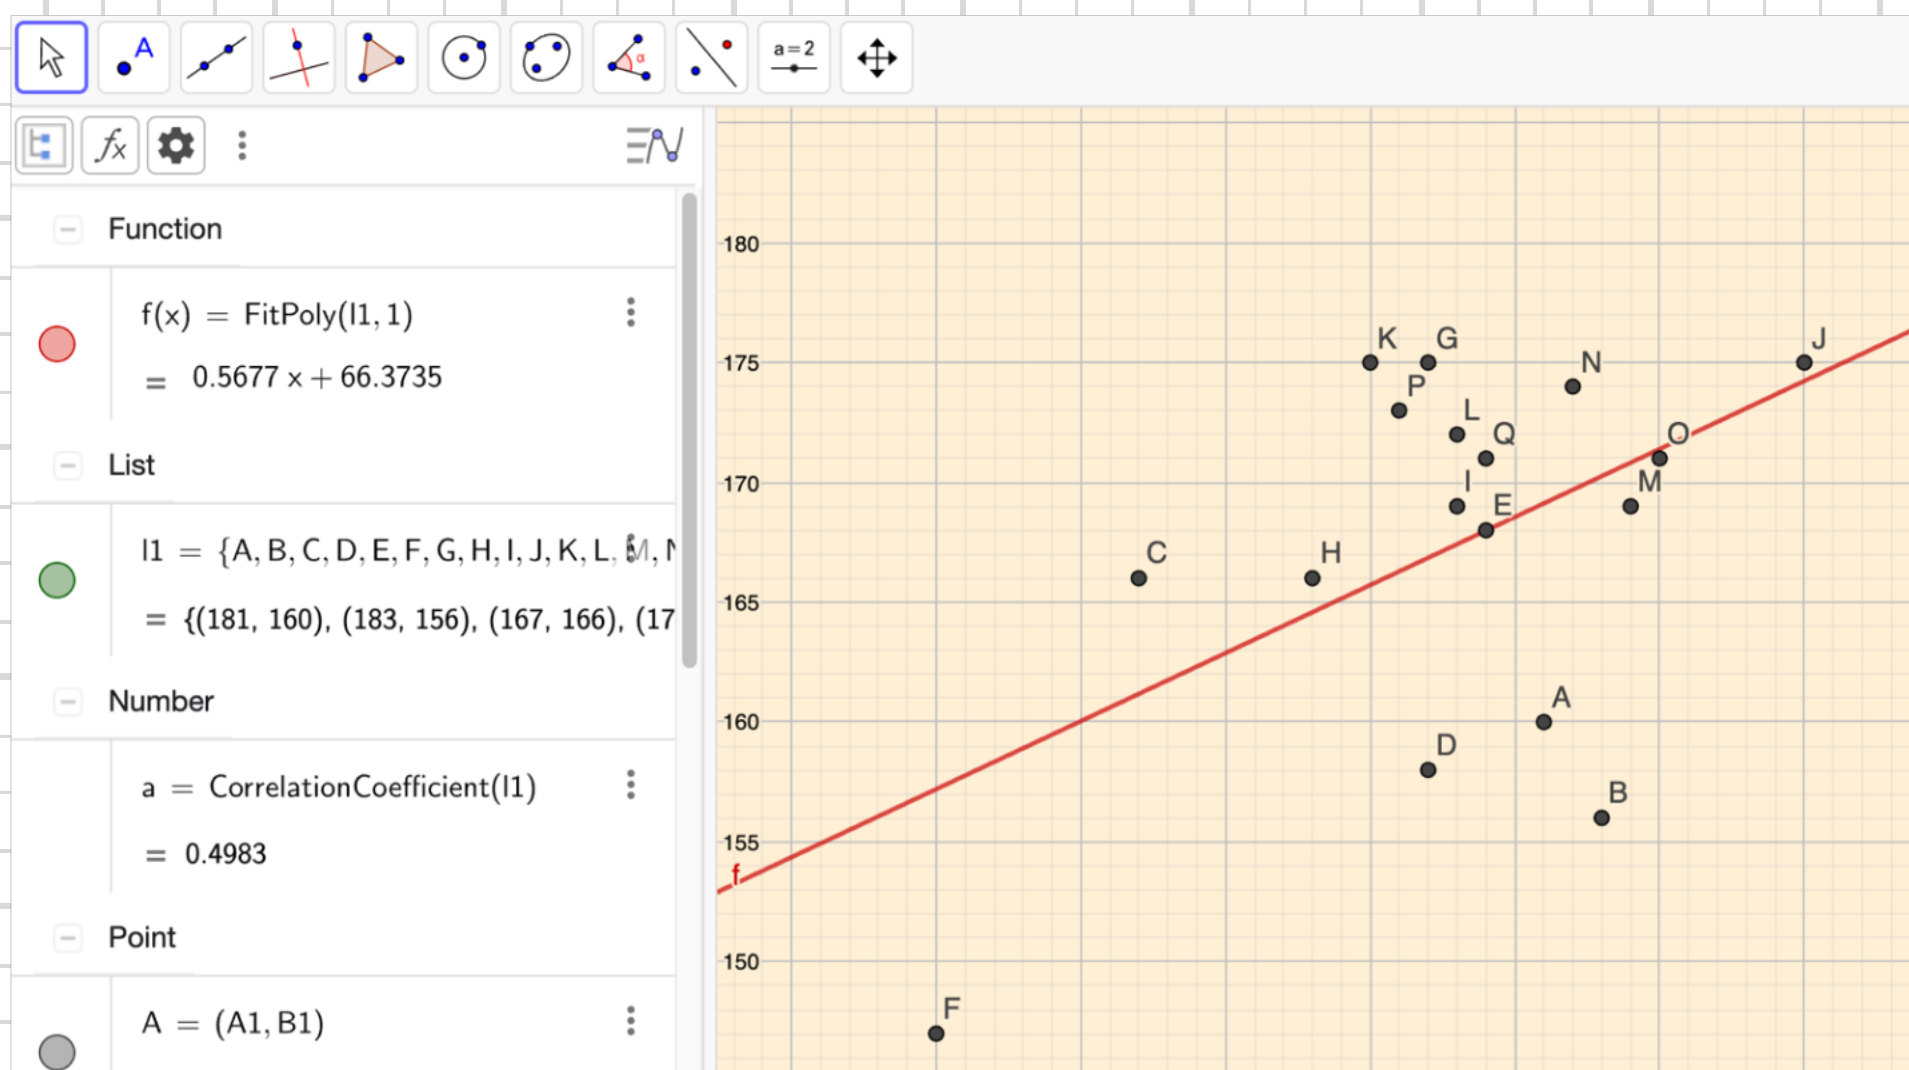 A
α
a=2
fx
Function
f(x) = FitPoly(l1, 1)
= 0.5677 x + 66.3735
List
l1 = {A, B, C, D, E, F, G, H, I, J, K, L, M, N
= {(181, 160), (183, 156), (167, 166), (17
Number
a = CorrelationCoefficient(l1)
= 0.4983
Point
A = (A1, B1)
180
K
G
J
175
N
P
L
Q
O
170
I
M
E
C
H
165
A
160
D
B
155
f
150
F